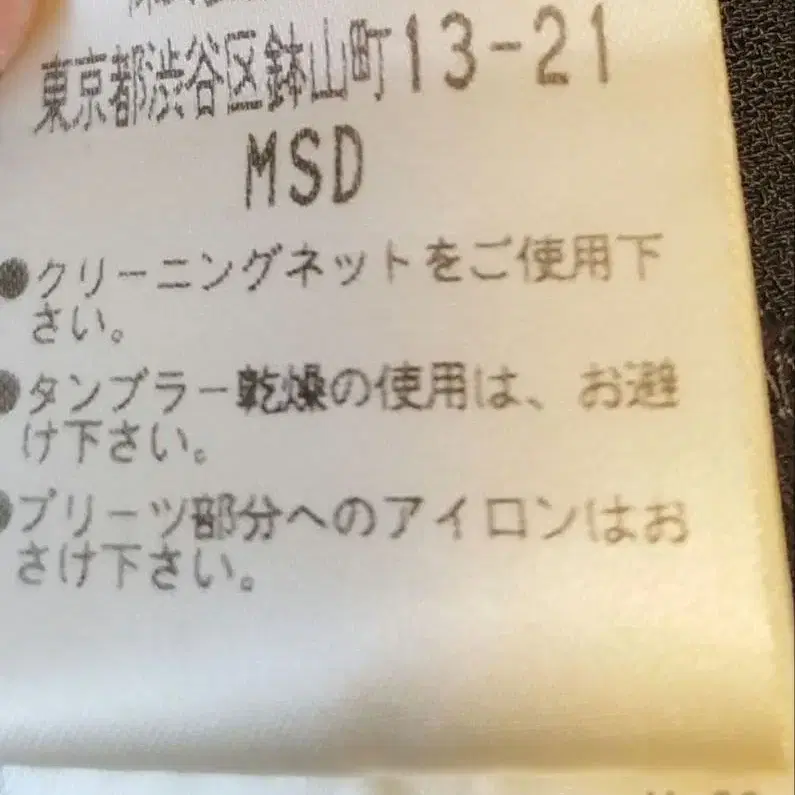 東京都渋谷区鉢山町13-21
MSD
●クリーニングネットをご使用下
さい。
●タンブラー乾燥の使用は、お避
け下さい。
●プリーツ部分へのアイロンはお
さけ下さい。